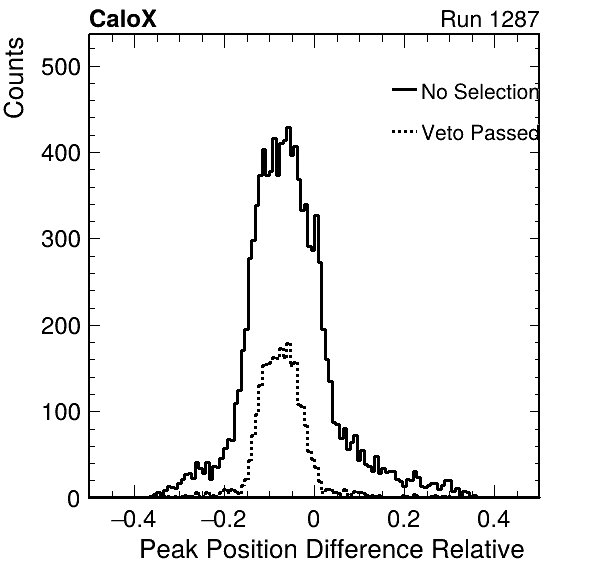 CaloX Run 1287
Counts
500
400
300
200
100
0
No Selection
Veto Passed
−0.4 −0.2 0 0.2 0.4
Peak Position Difference Relative